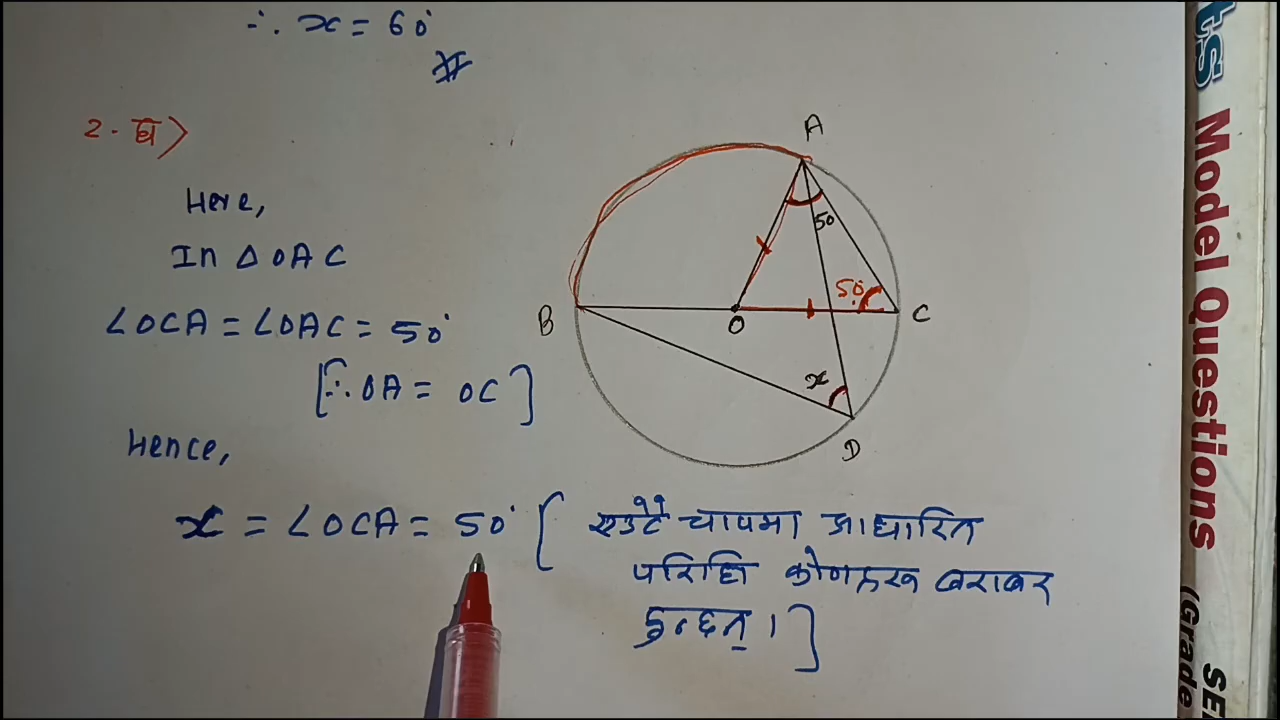 ∴ x = 60°
2. घ)
Here,
In △OAC
∠OCA = ∠OAC = 50°
[∵ OA = OC]
Hence,
x = ∠OCA = 50° [ एउटै चापमा आधारित
परिधि कोणहरू बराबर
हुन्छन् । ]
A
50
50°
B
O
C
x
D
ts Model Questions
(Grade
SE